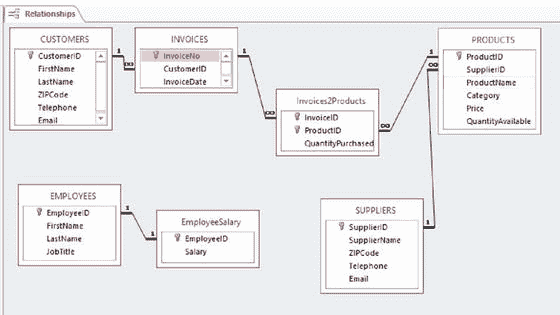 Relationships
CUSTOMERS
CustomerID
FirstName
LastName
ZIPCode
Telephone
Email
1
∞
INVOICES
InvoiceNo
CustomerID
InvoiceDate
1
∞
Invoices2Products
InvoiceID
ProductID
QuantityPurchased
∞
1
∞
PRODUCTS
ProductID
SupplierID
ProductName
Category
Price
QuantityAvailable
EMPLOYEES
EmployeeID
FirstName
LastName
JobTitle
1
1
EmployeeSalary
EmployeeID
Salary
SUPPLIERS
SupplierID
SupplierName
ZIPCode
Telephone
Email
1